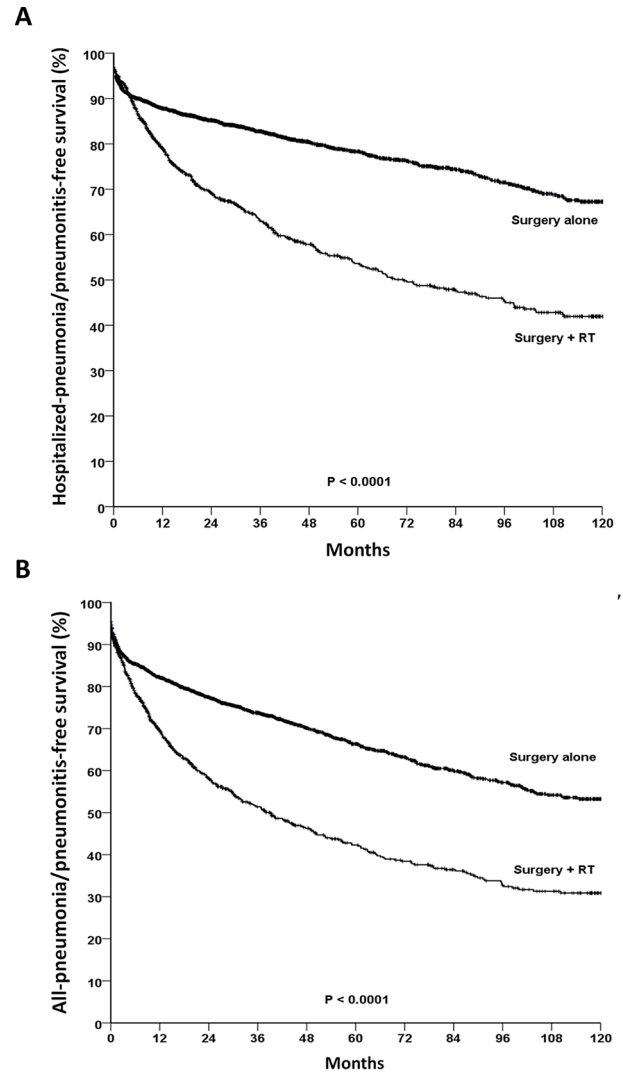 A
Hospitalized-pneumonia/pneumonitis-free survival (%)
100
90
80
70
60
50
40
30
20
10
0
Surgery alone
Surgery + RT
P < 0.0001
0 12 24 36 48 60 72 84 96 108 120
Months
B
,
All-pneumonia/pneumonitis-free survival (%)
100
90
80
70
60
50
40
30
20
10
0
Surgery alone
Surgery + RT
P < 0.0001
0 12 24 36 48 60 72 84 96 108 120
Months